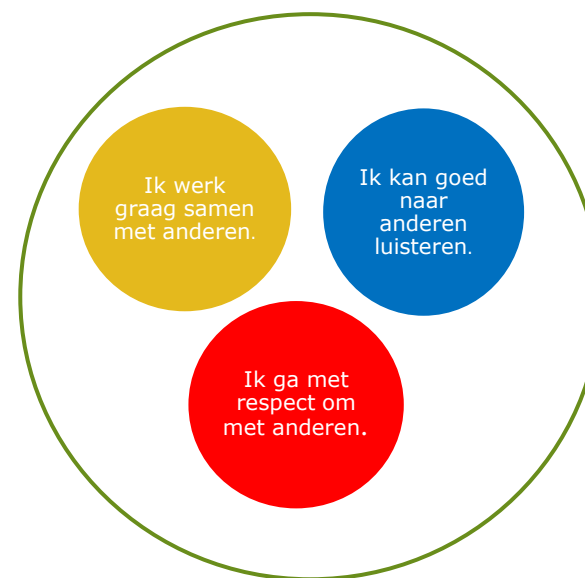 Ik werk
graag samen
met anderen.
Ik kan goed
naar
anderen
luisteren.
Ik ga met
respect om
met anderen.